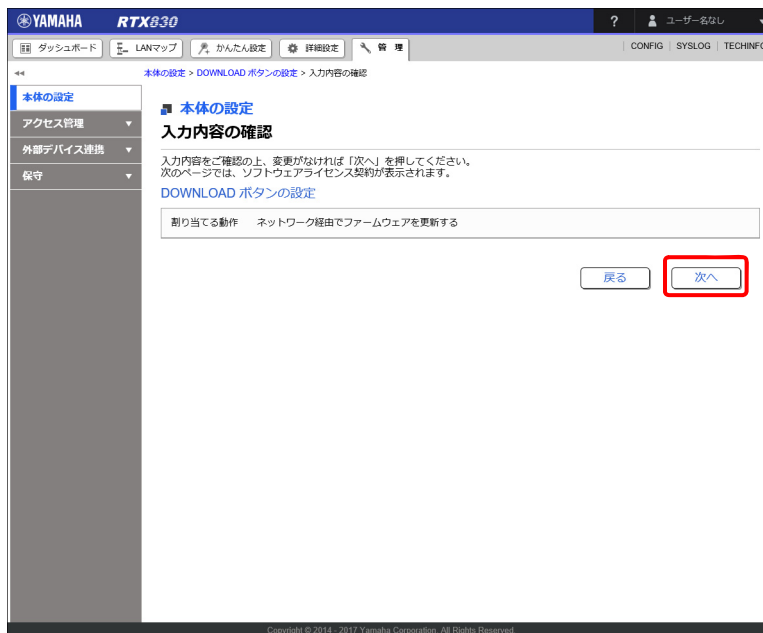 YAMAHA RTX830 ? ユーザーなし
ダッシュボード LANマップ かんたん設定 詳細設定 管 理 CONFIG SYSLOG TECHINFO
本体の設定 > DOWNLOAD ボタンの設定 > 入力内容の確認
本体の設定
アクセス管理
外部デバイス連携
保守
本体の設定
入力内容の確認
入力内容をご確認の上、変更がなければ「次へ」を押してください。
次のページでは、ソフトウェアライセンス契約が表示されます。
DOWNLOAD ボタンの設定
割り当てる動作 ネットワーク経由でファームウェアを更新する
戻る 次へ
Copyright © 2014 - 2017 Yamaha Corporation. All Rights Reserved.